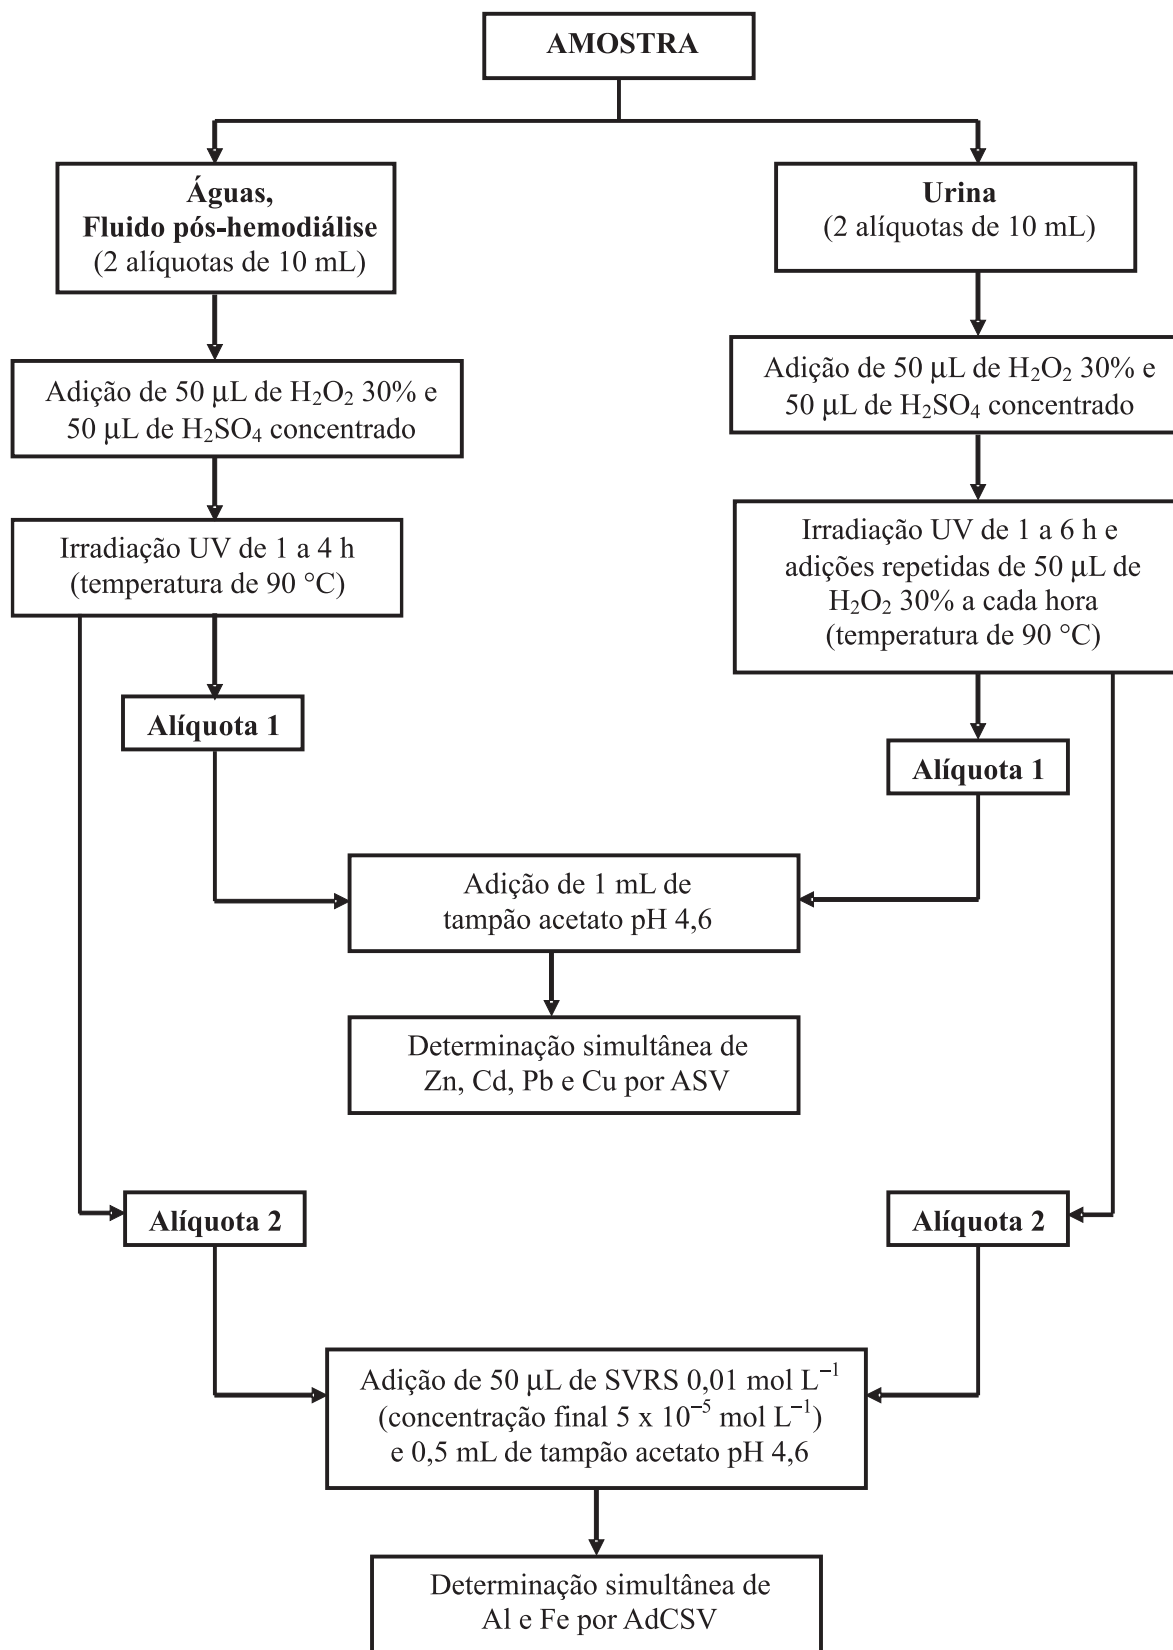 AMOSTRA
Águas,
Fluido pós-hemodiálise
(2 alíquotas de 10 mL)
Urina
(2 alíquotas de 10 mL)
Adição de 50 µL de H₂O₂ 30% e
50 µL de H₂SO₄ concentrado
Adição de 50 µL de H₂O₂ 30% e
50 µL de H₂SO₄ concentrado
Irradiação UV de 1 a 4 h
(temperatura de 90 °C)
Irradiação UV de 1 a 6 h e
adições repetidas de 50 µL de
H₂O₂ 30% a cada hora
(temperatura de 90 °C)
Alíquota 1
Alíquota 1
Adição de 1 mL de
tampão acetato pH 4,6
Determinação simultânea de
Zn, Cd, Pb e Cu por ASV
Alíquota 2
Alíquota 2
Adição de 50 µL de SVRS 0,01 mol L⁻¹
(concentração final 5 x 10⁻⁵ mol L⁻¹)
e 0,5 mL de tampão acetato pH 4,6
Determinação simultânea de
Al e Fe por AdCSV